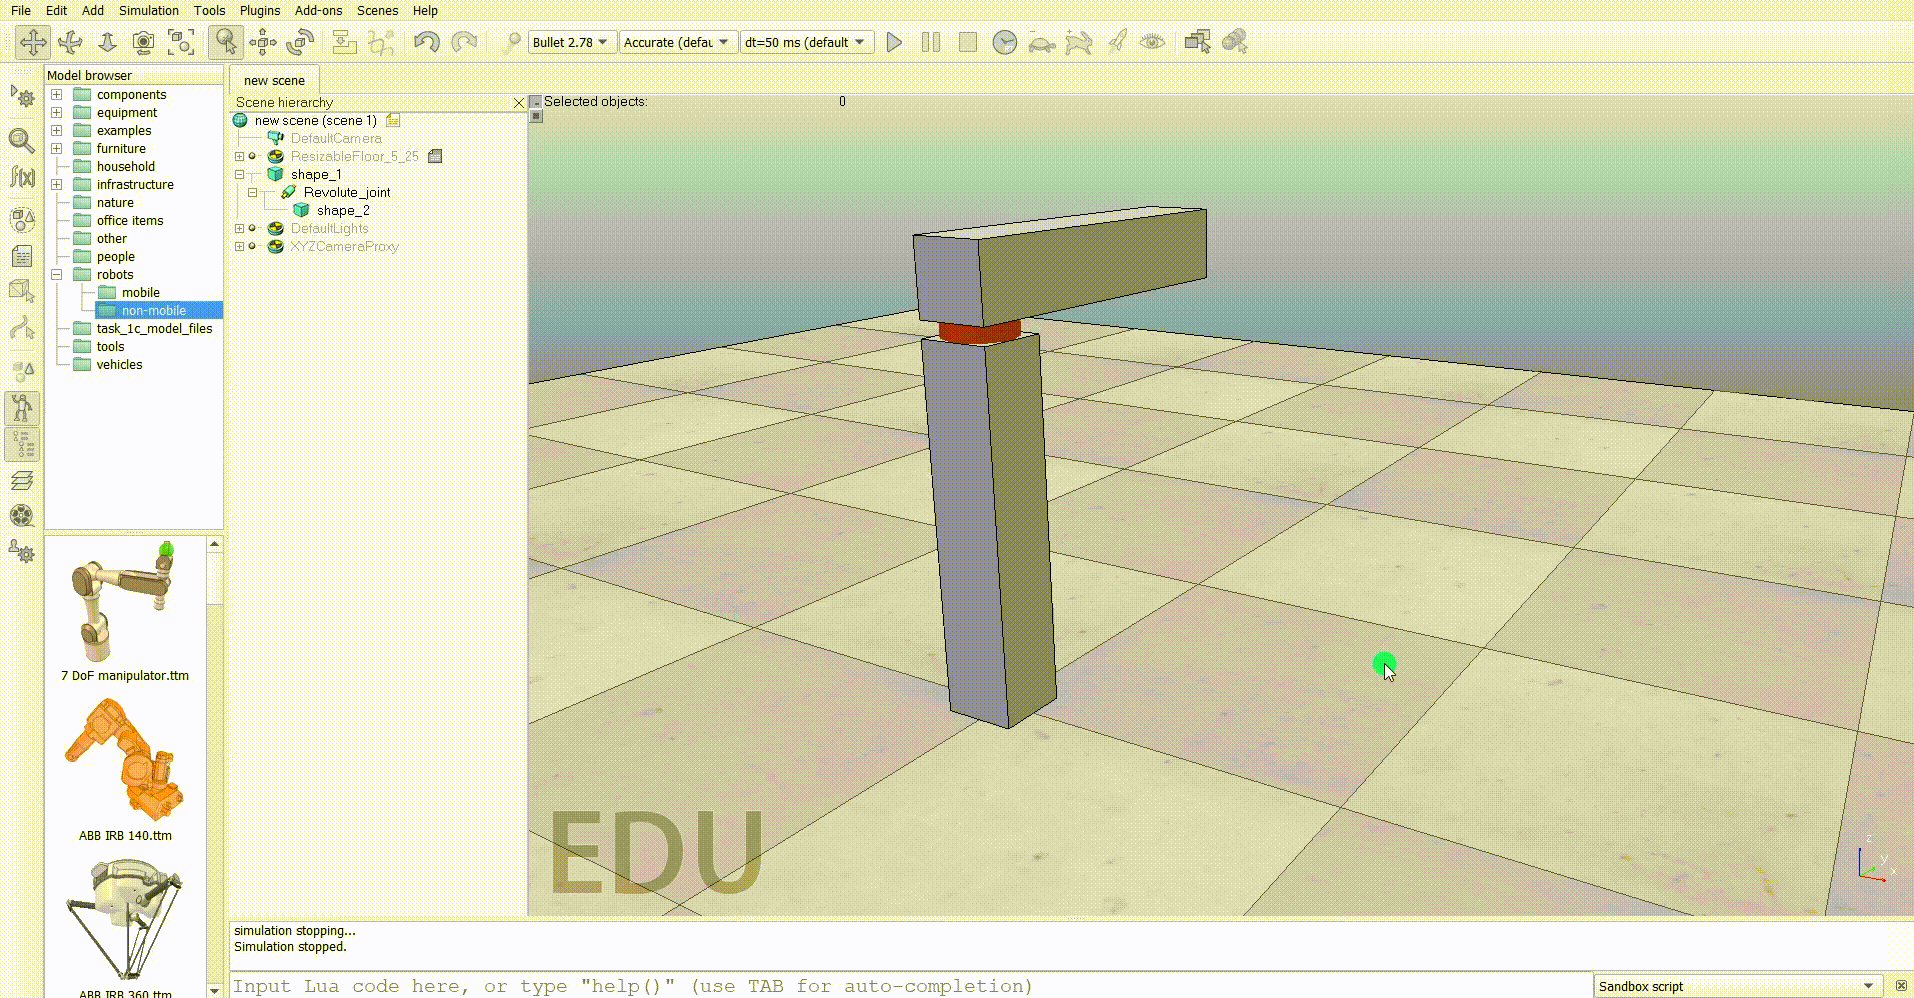 File Edit Add Simulation Tools Plugins Add-ons Scenes Help
Bullet 2.78 Accurate (defau dt=50 ms (default
Model browser
components
equipment
examples
furniture
household
infrastructure
nature
office items
other
people
robots
mobile
non-mobile
task_1c_model_files
tools
vehicles
7 DoF manipulator.ttm
ABB IRB 140.ttm
ABB IRB 360.ttm
new scene
Scene hierarchy
new scene (scene 1)
DefaultCamera
ResizableFloor_5_25
shape_1
Revolute_joint
shape_2
DefaultLights
XYZCameraProxy
Selected objects: 0
EDU
z
y
x
simulation stopping...
Simulation stopped.
Input Lua code here, or type "help()" (use TAB for auto-completion)
Sandbox script